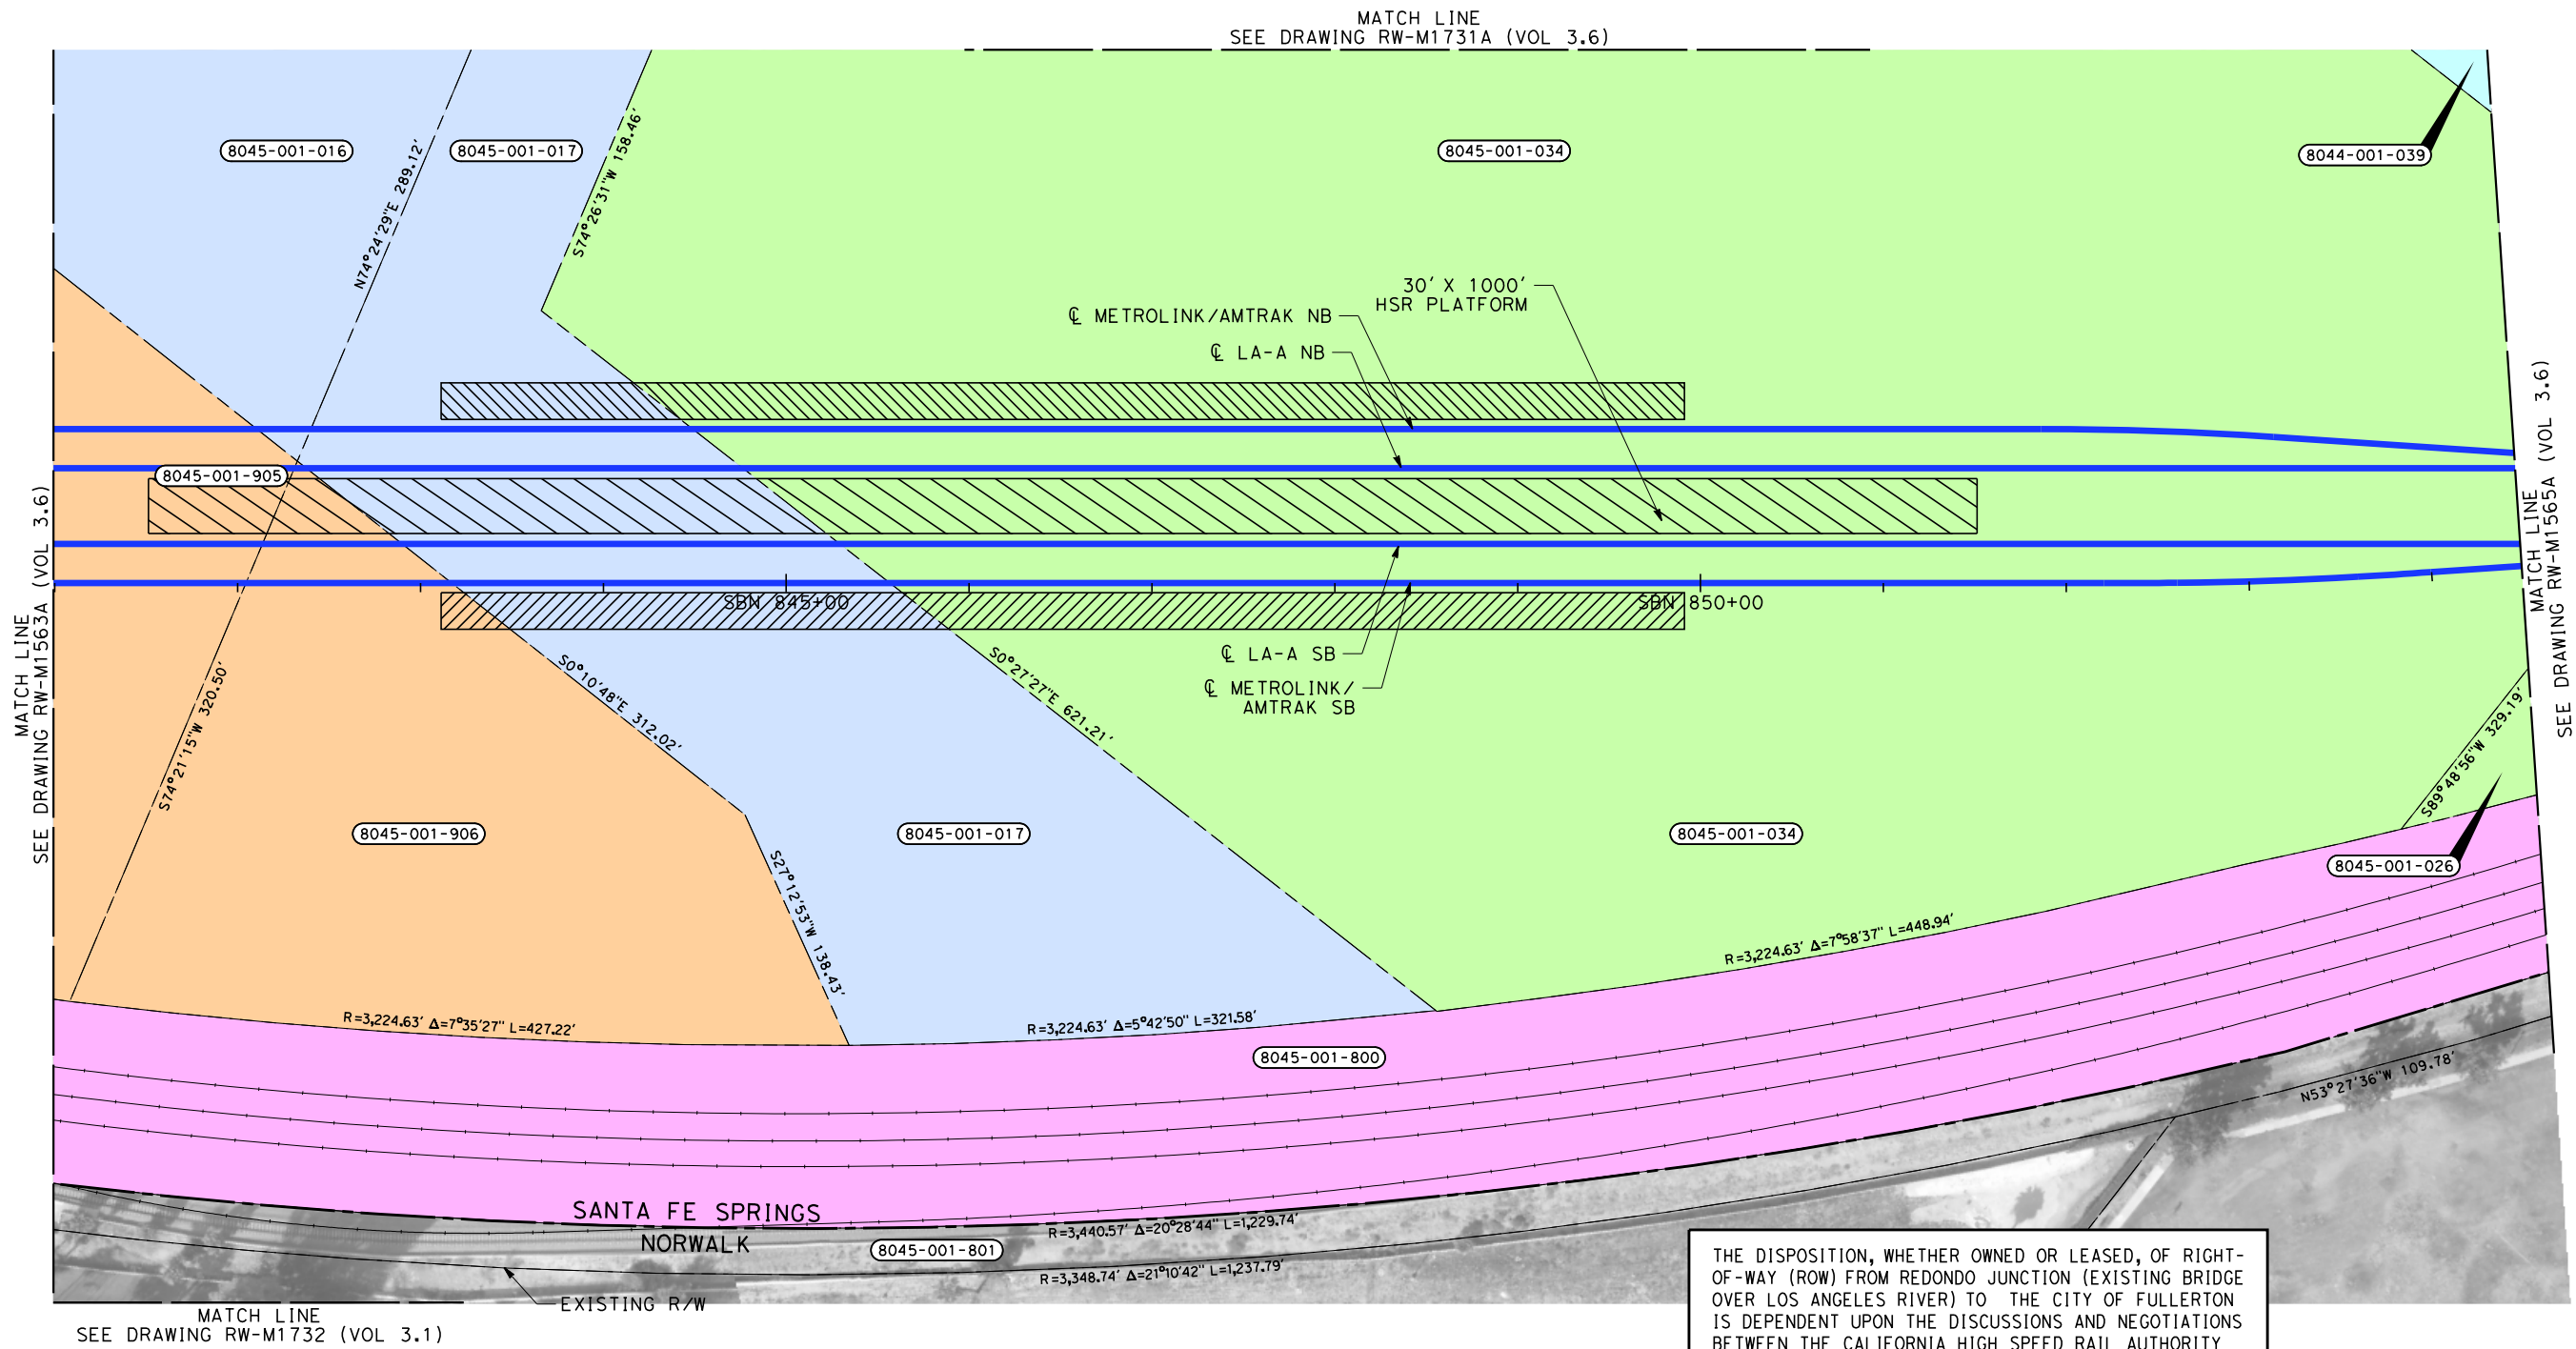 MATCH LINE
SEE DRAWING RW-M1731A (VOL 3.6)
8045-001-016
8045-001-017
8045-001-034
8044-001-039
N74°24'29"E 289.12'
S74°26'31"W 158.46'
30' X 1000'
HSR PLATFORM
℄ METROLINK/AMTRAK NB
℄ LA-A NB
8045-001-905
SBN 845+00
SBN 850+00
℄ LA-A SB
℄ METROLINK/
AMTRAK SB
MATCH LINE
SEE DRAWING RW-M1563A (VOL 3.6)
MATCH LINE
SEE DRAWING RW-M1565A (VOL 3.6)
S74°21'15"W 320.50'
S0°10'48"E 312.02'
S0°27'27"E 621.21'
S89°48'56"W 329.19'
8045-001-906
8045-001-017
8045-001-034
8045-001-026
S27°12'53"W 138.43'
R=3,224.63' Δ=7°58'37" L=448.94'
R=3,224.63' Δ=7°35'27" L=427.22'
R=3,224.63' Δ=5°42'50" L=321.58'
8045-001-800
N53°27'36"W 109.78'
SANTA FE SPRINGS
NORWALK
R=3,440.57' Δ=20°28'44" L=1,229.74'
8045-001-801
R=3,348.74' Δ=21°10'42" L=1,237.79'
EXISTING R/W
MATCH LINE
SEE DRAWING RW-M1732 (VOL 3.1)
THE DISPOSITION, WHETHER OWNED OR LEASED, OF RIGHT-
OF-WAY (ROW) FROM REDONDO JUNCTION (EXISTING BRIDGE
OVER LOS ANGELES RIVER) TO THE CITY OF FULLERTON
IS DEPENDENT UPON THE DISCUSSIONS AND NEGOTIATIONS
BETWEEN THE CALIFORNIA HIGH SPEED RAIL AUTHORITY